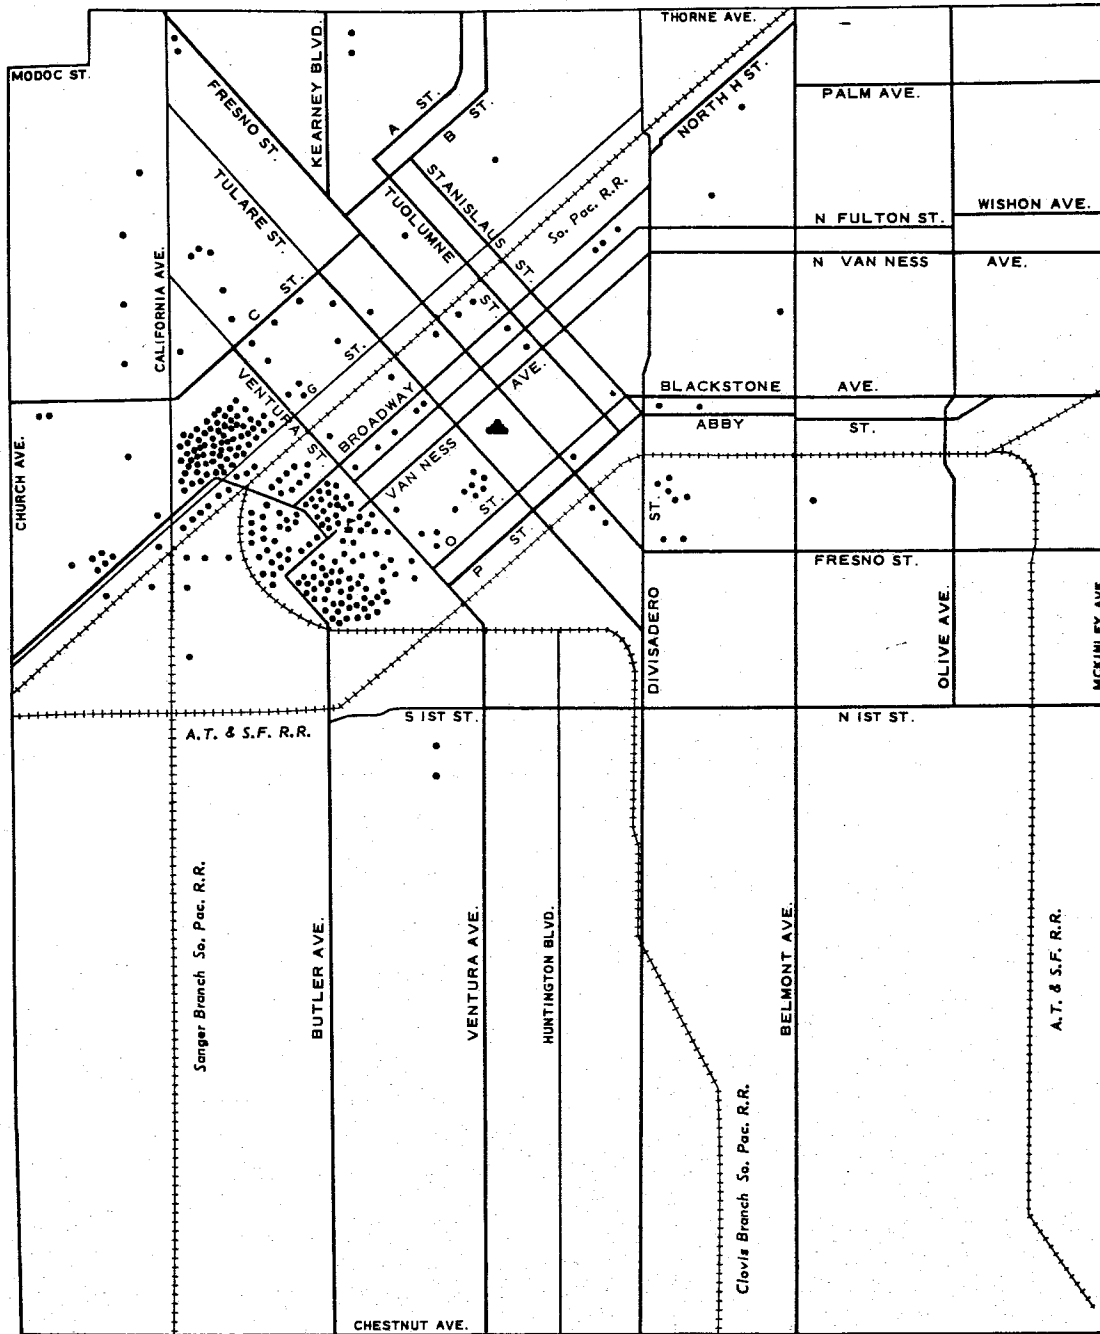 THORNE AVE.
MODOC ST.
FRESNO ST.
KEARNEY BLVD.
A ST.
B ST.
NORTH H ST.
PALM AVE.
TULARE ST.
TUOLUMNE ST.
STANISLAUS ST.
So. Pac. R.R.
WISHON AVE.
N FULTON ST.
N VAN NESS AVE.
CALIFORNIA AVE.
C ST.
G ST.
VENTURA ST.
BROADWAY
VAN NESS AVE.
BLACKSTONE AVE.
ABBY ST.
CHURCH AVE.
O ST.
P ST.
FRESNO ST.
DIVISADERO ST.
OLIVE AVE.
MCKINLEY AVE
S 1ST ST.
N 1ST ST.
A.T. & S.F. R.R.
Sanger Branch So. Pac. R.R.
BUTLER AVE.
VENTURA AVE.
HUNTINGTON BLVD.
BELMONT AVE.
A.T. & S.F. R.R.
Clovis Branch So. Pac. R.R.
CHESTNUT AVE.